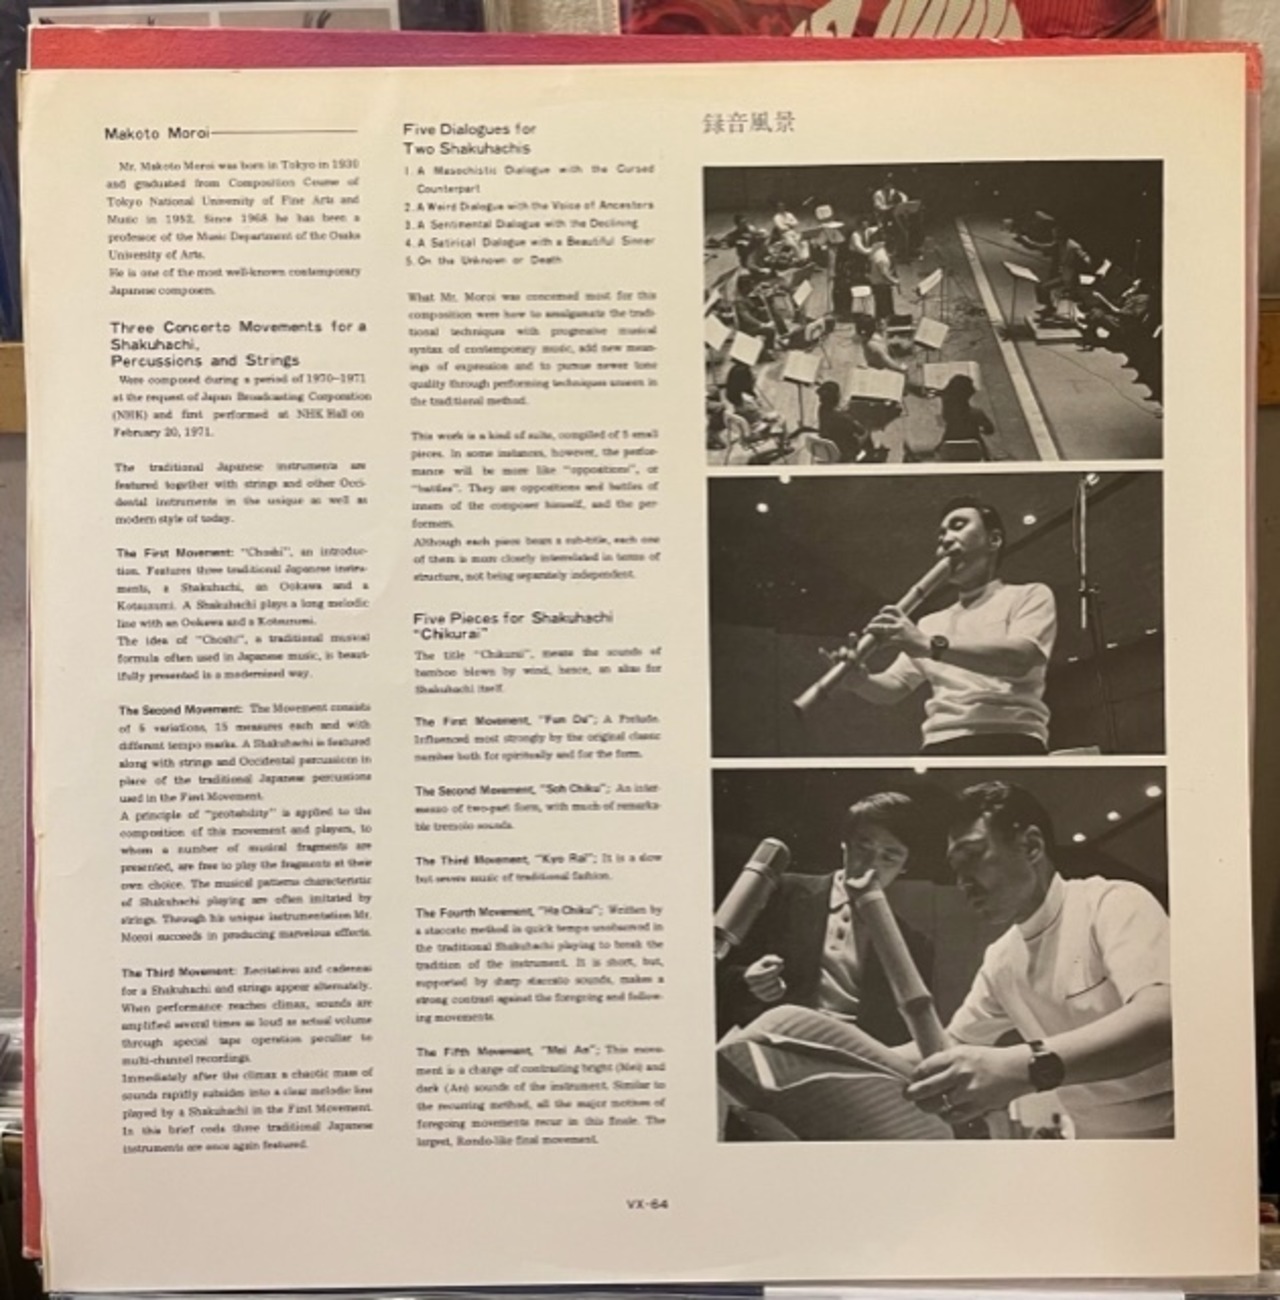 Makoto Moroi
Mr. Makoto Moroi was born in Tokyo in 1930
and graduated from Composition Course of
Tokyo National University of Fine Arts and
Music in 1952. Since 1968 he has been a
professor of the Music Department of the Osaka
University of Arts.
He is one of the most well-known contemporary
Japanese composers.
Three Concerto Movements for a
Shakuhachi,
Percussions and Strings
Were composed during a period of 1970–1971
at the request of Japan Broadcasting Corporation
(NHK) and first performed at NHK Hall on
February 20, 1971.
The traditional Japanese instruments are
featured together with strings and other Occi-
dental instruments in the unique as well as
modern style of today.
The First Movement: "Choshi", an introduc-
tion. Features three traditional Japanese instru-
ments, a Shakuhachi, an Ookawa and a
Kotsuzumi. A Shakuhachi plays a long melodic
line with an Ookawa and a Kotsuzumi.
The idea of "Choshi", a traditional musical
formula often used in Japanese music, is beaut-
ifully presented in a modernized way.
The Second Movement: The Movement consists
of 6 variations, 15 measures each and with
different tempo marks. A Shakuhachi is featured
along with strings and Occidental percussions in
place of the traditional Japanese percussions
used in the First Movement.
A principle of "probability" is applied to the
composition of this movement and players, to
whom a number of musical fragments are
presented, are free to play the fragments at their
own choice. The musical patterns characteristic
of Shakuhachi playing are often imitated by
strings. Through his unique instrumentation Mr.
Moroi succeeds in producing marvelous effects.
The Third Movement: Recitatives and cadenzas
for a Shakuhachi and strings appear alternately.
When performance reaches climax, sounds are
amplified several times as loud as actual volume
through special tape operation peculiar to
multi-channel recordings.
Immediately after the climax a chaotic mass of
sounds rapidly subsides into a clear melodic line
played by a Shakuhachi in the First Movement.
In this brief coda three traditional Japanese
instruments are once again featured.
Five Dialogues for
Two Shakuhachis
1. A Masochistic Dialogue with the Cursed
Counterpart
2. A Weird Dialogue with the Voice of Ancestors
3. A Sentimental Dialogue with the Declining
4. A Satirical Dialogue with a Beautiful Sinner
5. On the Unknown or Death
What Mr. Moroi was concerned most for this
composition were how to amalgamate the tradi-
tional techniques with progressive musical
syntax of contemporary music, add new mean-
ings of expression and to pursue newer tone
quality through performing techniques unseen in
the traditional method.
This work is a kind of suite, compiled of 5 small
pieces. In some instances, however, the perfor-
mance will be more like "oppositions", or
"battles". They are oppositions and battles of
inners of the composer himself, and the per-
formers.
Although each piece bears a sub-title, each one
of them is more closely interrelated in terms of
structure, not being separately independent.
Five Pieces for Shakuhachi
"Chikurai"
The title "Chikurai", means the sounds of
bamboo blown by wind, hence, an alias for
Shakuhachi itself.
The First Movement, "Fun Da"; A Prelude.
Influenced most strongly by the original classic
number both for spiritually and for the form.
The Second Movement, "Soh Chiku"; An inter-
mezzo of two-part form, with much of remarka-
ble tremolo sounds.
The Third Movement, "Kyo Rai"; It is a slow
but severe music of traditional fashion.
The Fourth Movement, "Ha Chiku"; Written by
a staccato method in quick tempo unobserved in
the traditional Shakuhachi playing to break the
tradition of the instrument. It is short, but,
supported by sharp staccato sounds, makes a
strong contrast against the foregoing and follow-
ing movements.
The Fifth Movement, "Mei An"; This move-
ment is a change of contrasting bright (Mei) and
dark (An) sounds of the instrument. Similar to
the recurring method, all the major motives of
foregoing movements recur in this finale. The
largest, Rondo-like final movement.
録音風景
VX-64